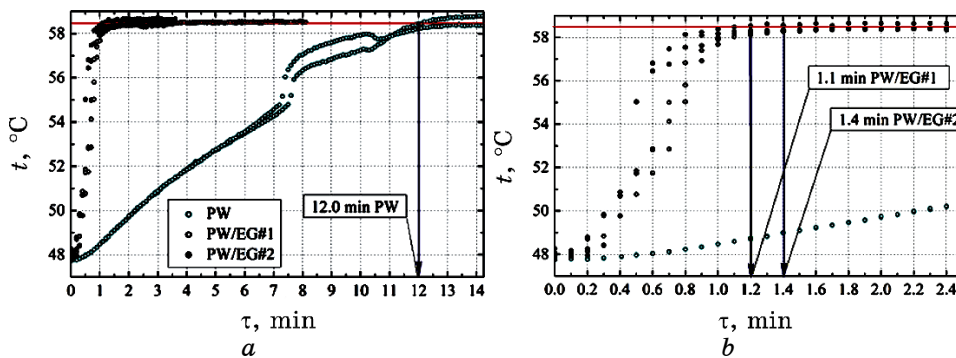 58
56
54
52
50
48
t, °C
0 1 2 3 4 5 6 7 8 9 10 11 12 13 14
τ, min
a
PW
PW/EG#1
PW/EG#2
12.0 min PW
58
56
54
52
50
48
t, °C
0.0 0.2 0.4 0.6 0.8 1.0 1.2 1.4 1.6 1.8 2.0 2.2 2.4
τ, min
b
1.1 min PW/EG#1
1.4 min PW/EG#2